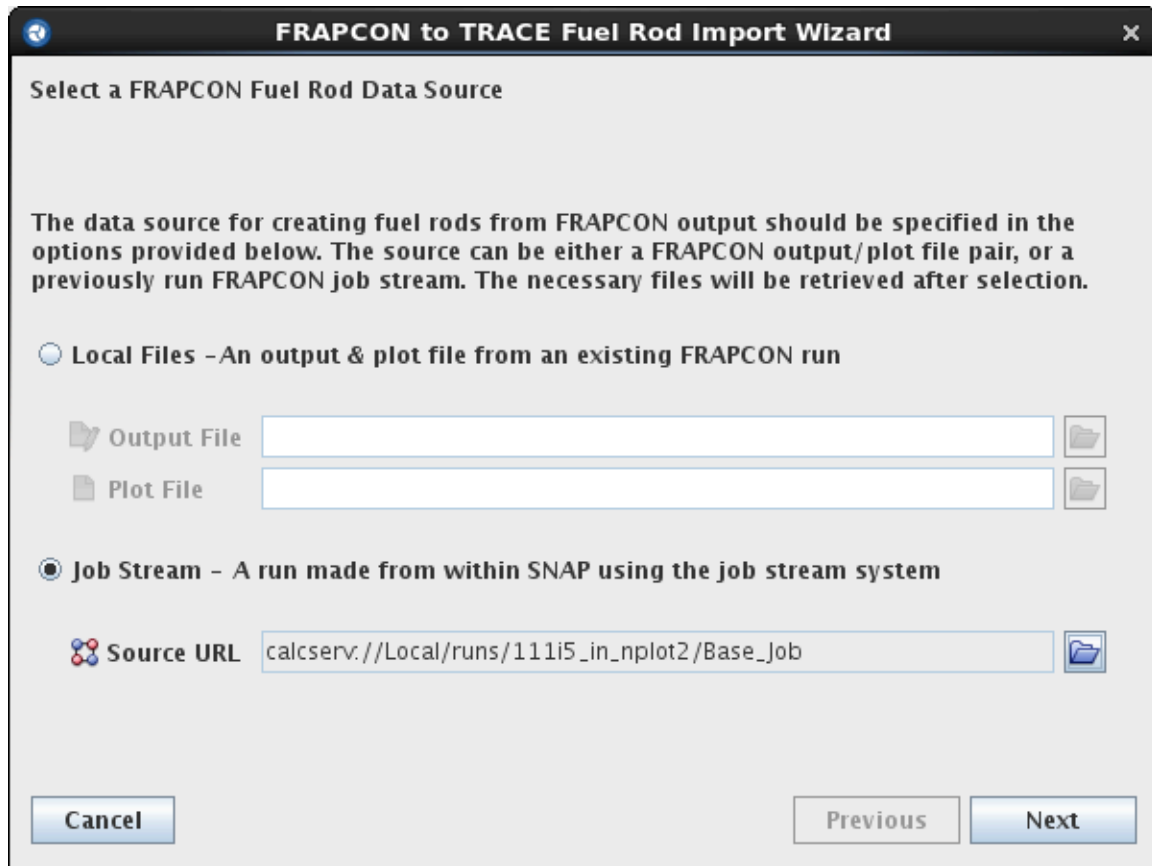 FRAPCON to TRACE Fuel Rod Import Wizard
Select a FRAPCON Fuel Rod Data Source
The data source for creating fuel rods from FRAPCON output should be specified in the
options provided below. The source can be either a FRAPCON output/plot file pair, or a
previously run FRAPCON job stream. The necessary files will be retrieved after selection.
Local Files –An output & plot file from an existing FRAPCON run
Output File
Plot File
Job Stream – A run made from within SNAP using the job stream system
Source URL calcserv://Local/runs/111i5_in_nplot2/Base_Job
Cancel Previous Next